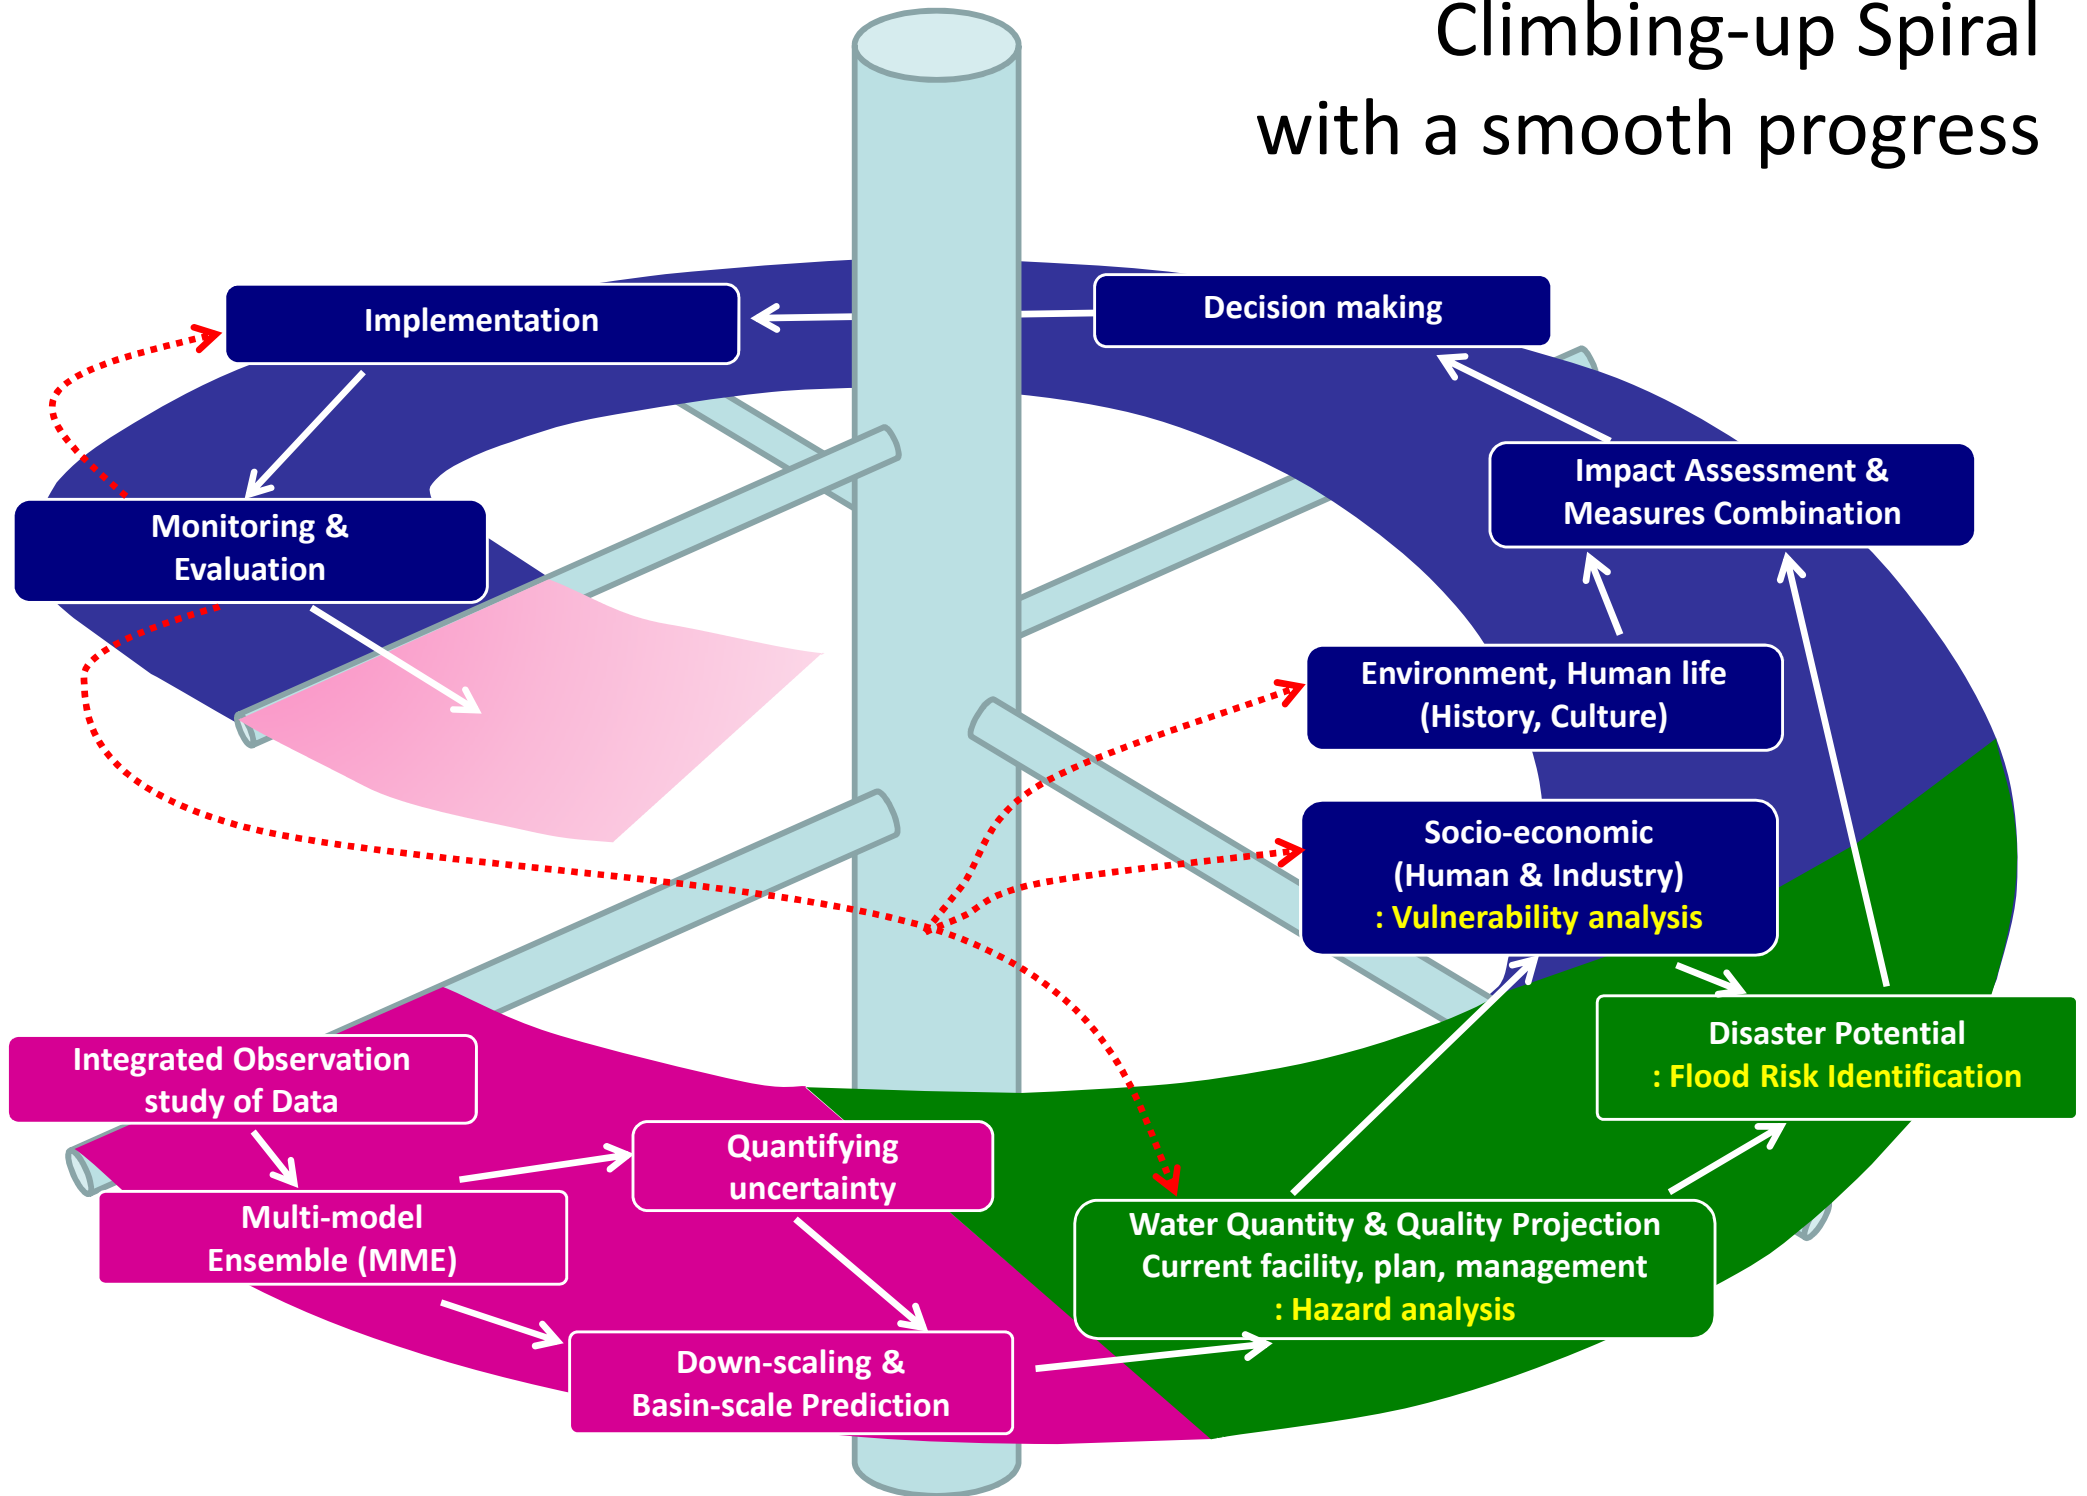 Climbing-up Spiral
with a smooth progress
Implementation
Decision making
Monitoring &
Evaluation
Impact Assessment &
Measures Combination
Environment, Human life
(History, Culture)
Socio-economic
(Human & Industry)
: Vulnerability analysis
Disaster Potential
: Flood Risk Identification
Integrated Observation
study of Data
Quantifying
uncertainty
Multi-model
Ensemble (MME)
Water Quantity & Quality Projection
Current facility, plan, management
: Hazard analysis
Down-scaling &
Basin-scale Prediction